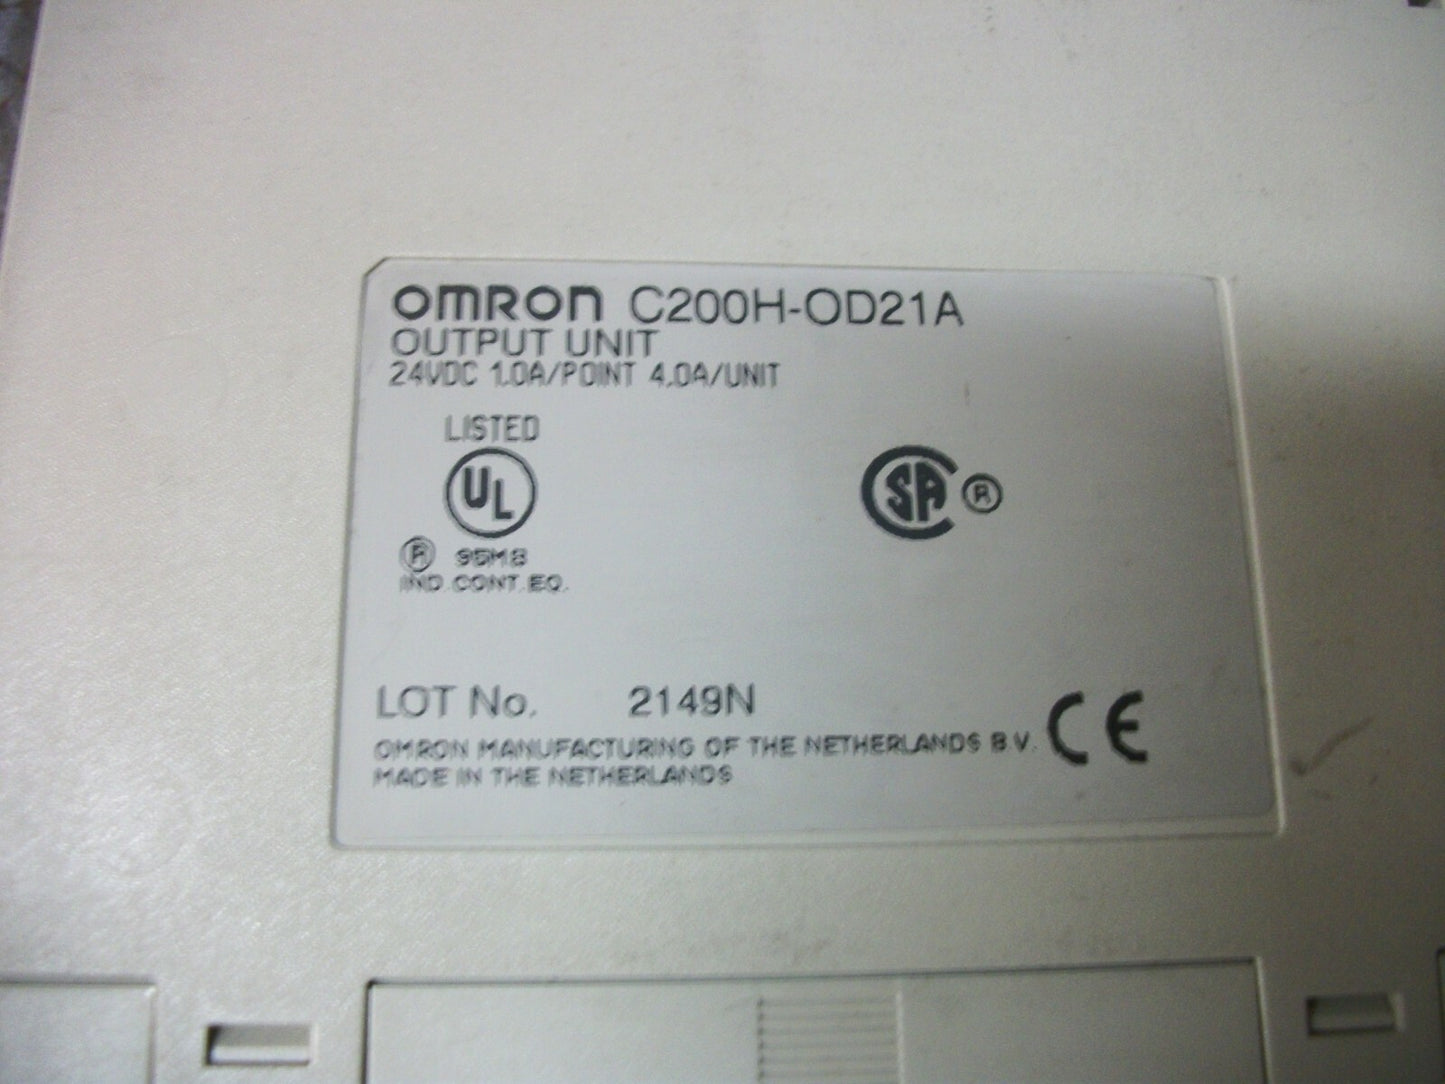 OMRON C200H-OD21A
OUTPUT UNIT
24VDC 1.0A/POINT 4.0A/UNIT
LISTED
UL
SA ®
® 95M8
IND. CONT. EQ.
LOT No. 2149N
OMRON MANUFACTURING OF THE NETHERLANDS B.V. CE
MADE IN THE NETHERLANDS